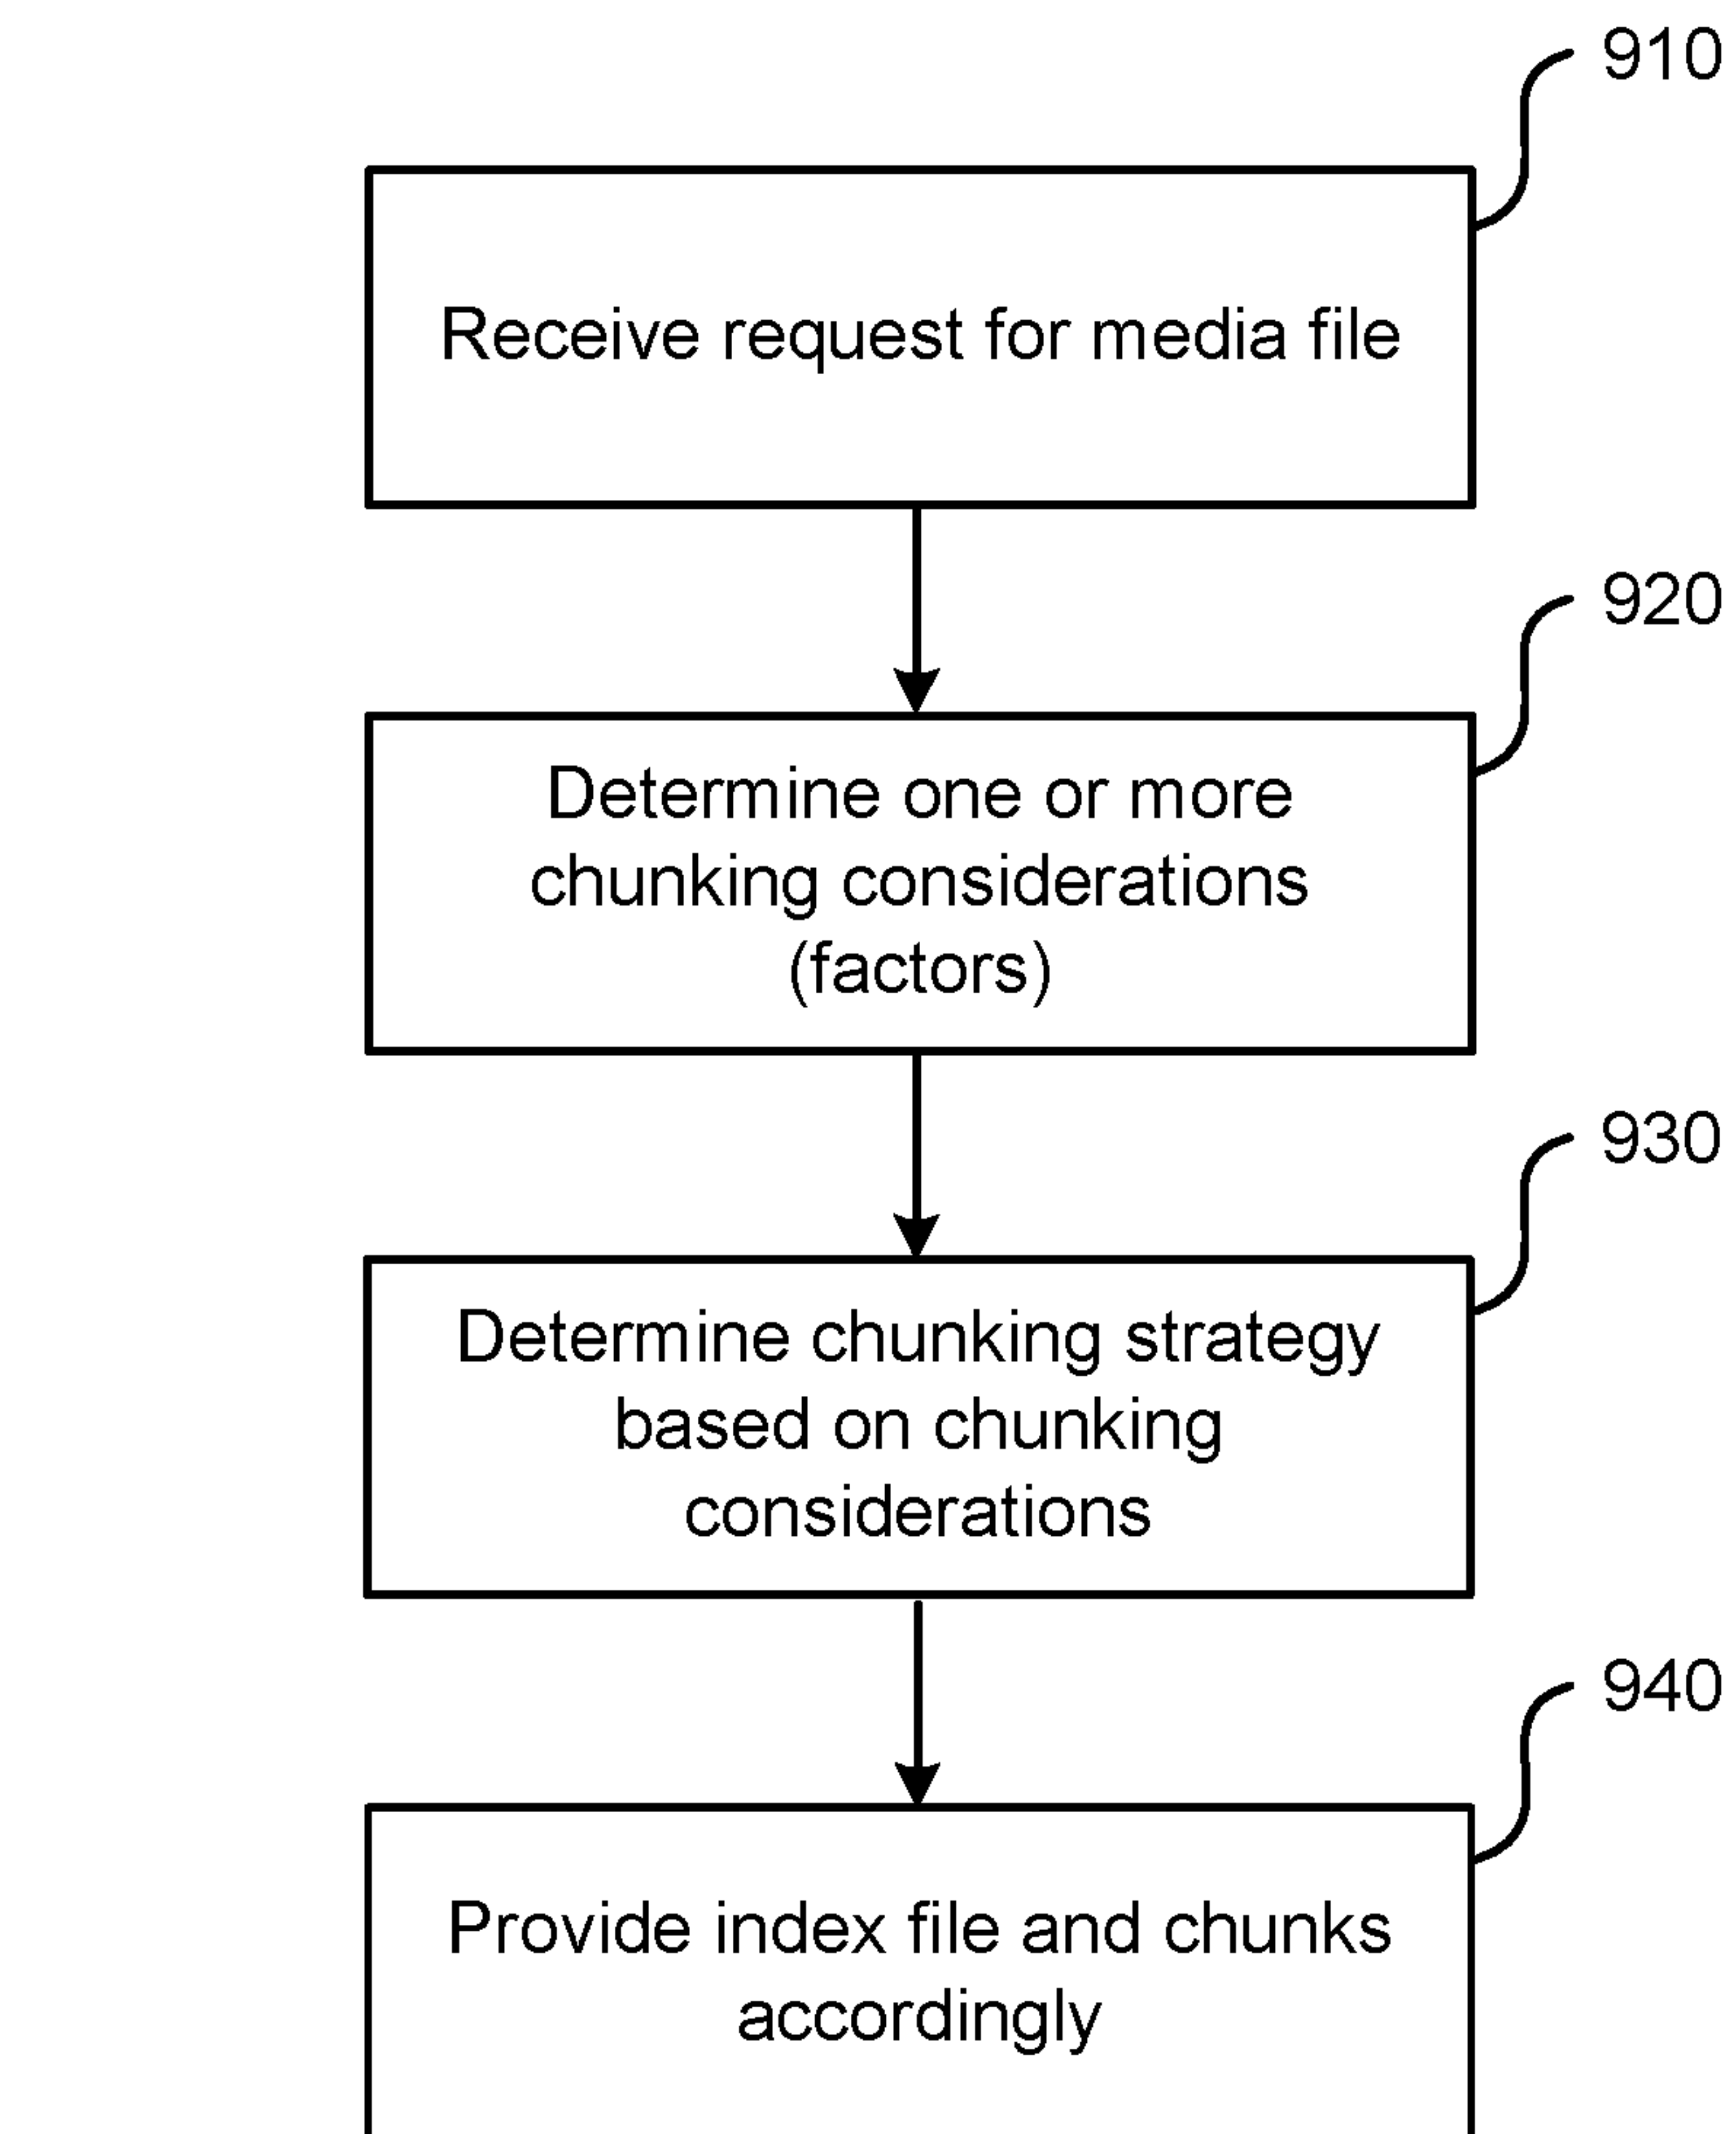 910
Receive request for media file
920
Determine one or more
chunking considerations
(factors)
930
Determine chunking strategy
based on chunking
considerations
940
Provide index file and chunks
accordingly